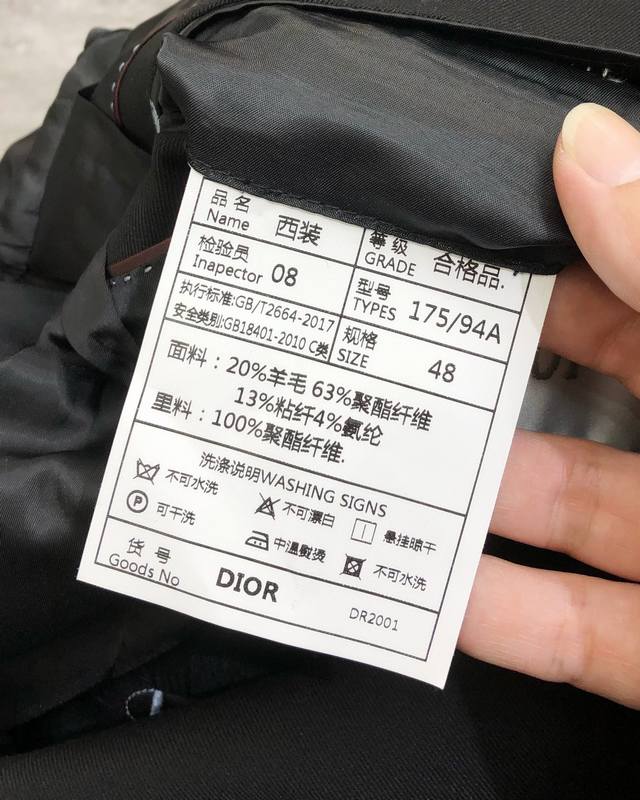 品名 西装
Name
等级 合格品.
GRADE
检验员 08
Inapector
型号 175/94A
TYPES
执行标准:GB/T2664-2017
安全类别:GB18401-2010 C类
规格 48
SIZE
面料：20%羊毛 63%聚酯纤维
13%粘纤4%氨纶
里料：100%聚酯纤维.
洗涤说明WASHING SIGNS
不可水洗 不可漂白 悬挂晾干
P 可干洗 中温熨烫 不可水洗
货号 DIOR DR2001
Goods No